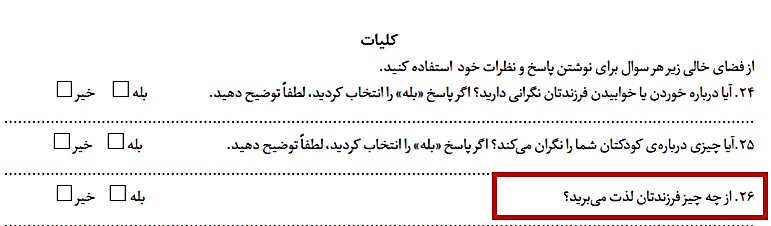 کلیات
از فضای خالی زیر هر سوال برای نوشتن پاسخ و نظرات خود استفاده کنید.
۲۴. آیا درباره خوردن یا خوابیدن فرزندتان نگرانی دارید؟ اگر پاسخ «بله» را انتخاب کردید، لطفاً توضیح دهید. بله □ خیر □
۲۵.آیا چیزی درباره‌ی کودکتان شما را نگران می‌کند؟ اگر پاسخ «بله» را انتخاب کردید، لطفاً توضیح دهید. بله □ خیر □
۲۶. از چه چیز فرزندتان لذت می‌برید؟ بله □ خیر □